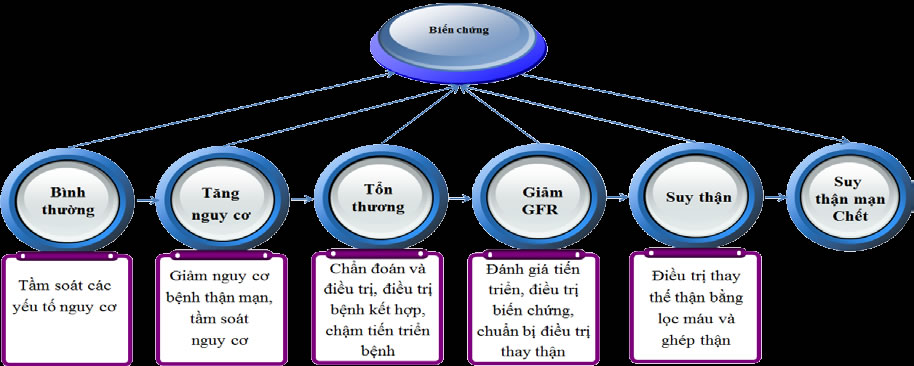 Biến chứng
Bình
thường
Tăng
nguy cơ
Tổn
thương
Giảm
GFR
Suy thận
Suy
thận mạn
Chết
Tầm soát các
yếu tố nguy cơ
Giảm nguy cơ
bệnh thận mạn,
tầm soát
nguy cơ
Chẩn đoán và
điều trị, điều trị
bệnh kết hợp,
chậm tiến triển
bệnh
Đánh giá tiến
triển, điều trị
biến chứng,
chuẩn bị điều trị
thay thận
Điều trị thay
thế thận bằng
lọc máu và
ghép thận